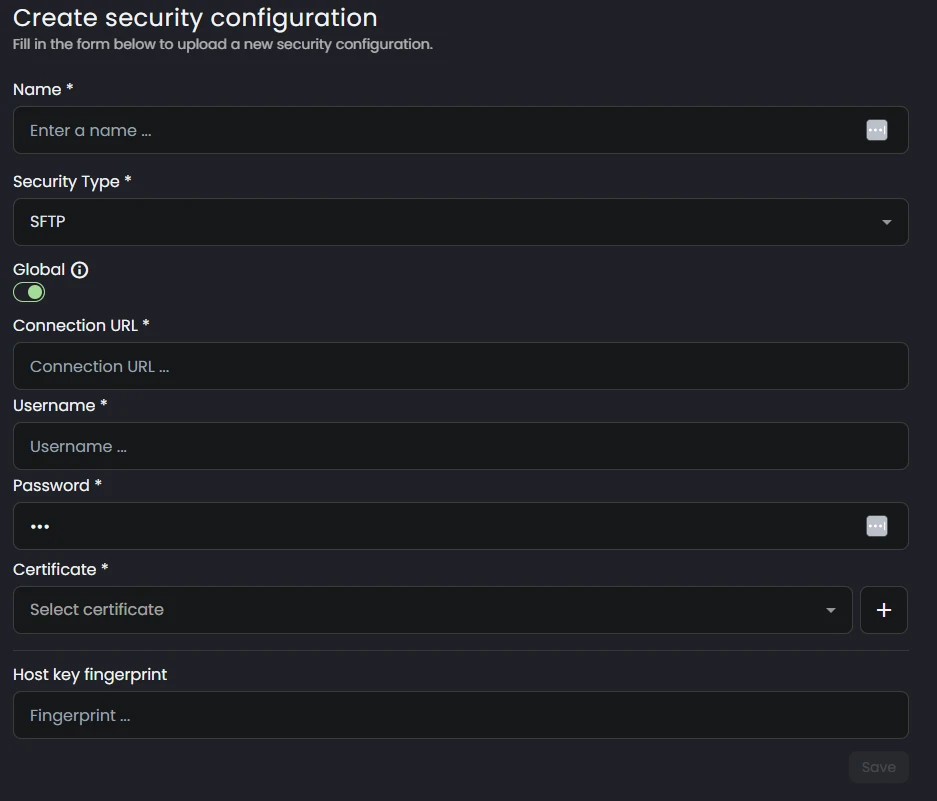 Create security configuration
Fill in the form below to upload a new security configuration.
Name *
Enter a name ...
Security Type *
SFTP
Global
Connection URL *
Connection URL ...
Username *
Username ...
Password *
•••
Certificate *
Select certificate
+
Host key fingerprint
Fingerprint ...
Save